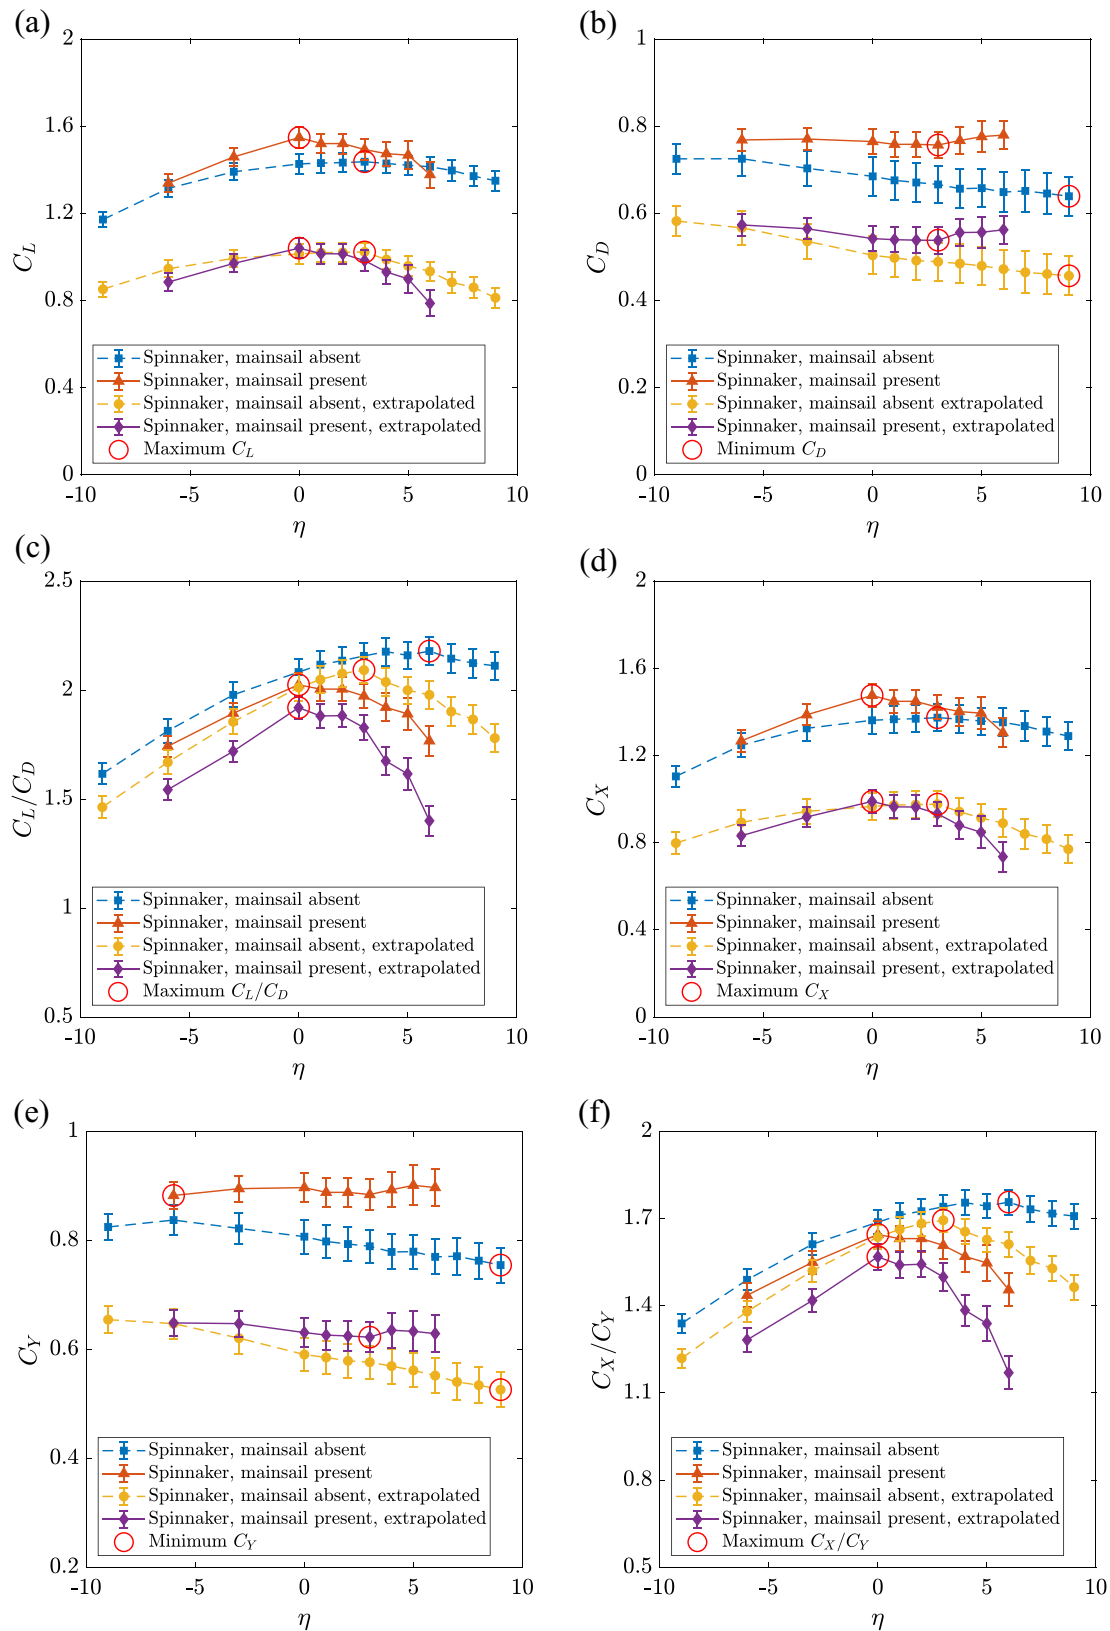 (a)
2
1.6
1.2
0.8
0.4
0
C_L
Spinnaker, mainsail absent
Spinnaker, mainsail present
Spinnaker, mainsail absent, extrapolated
Spinnaker, mainsail present, extrapolated
Maximum C_L
-10 -5 0 5 10
η
(b)
1
0.8
0.6
0.4
0.2
0
C_D
Spinnaker, mainsail absent
Spinnaker, mainsail present
Spinnaker, mainsail absent extrapolated
Spinnaker, mainsail present, extrapolated
Minimum C_D
-10 -5 0 5 10
η
(c)
2.5
2
1.5
1
0.5
C_L/C_D
Spinnaker, mainsail absent
Spinnaker, mainsail present
Spinnaker, mainsail absent, extrapolated
Spinnaker, mainsail present, extrapolated
Maximum C_L/C_D
-10 -5 0 5 10
η
(d)
2
1.6
1.2
0.8
0.4
0
C_X
Spinnaker, mainsail absent
Spinnaker, mainsail present
Spinnaker, mainsail absent, extrapolated
Spinnaker, mainsail present, extrapolated
Maximum C_X
-10 -5 0 5 10
η
(e)
1
0.8
0.6
0.4
0.2
C_Y
Spinnaker, mainsail absent
Spinnaker, mainsail present
Spinnaker, mainsail absent, extrapolated
Spinnaker, mainsail present, extrapolated
Minimum C_Y
-10 -5 0 5 10
η
(f)
2
1.7
1.4
1.1
0.8
0.5
C_X/C_Y
Spinnaker, mainsail absent
Spinnaker, mainsail present
Spinnaker, mainsail absent, extrapolated
Spinnaker, mainsail present, extrapolated
Maximum C_X/C_Y
-10 -5 0 5 10
η